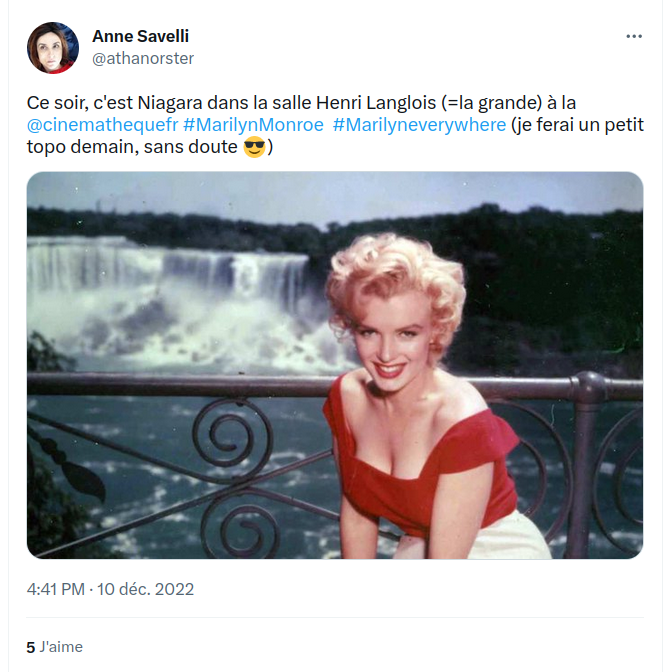 Anne Savelli
@athanorster
Ce soir, c'est Niagara dans la salle Henri Langlois (=la grande) à la
@cinemathequefr #MarilynMonroe #Marilyneverywhere (je ferai un petit
topo demain, sans doute 😎)
4:41 PM · 10 déc. 2022
5 J'aime